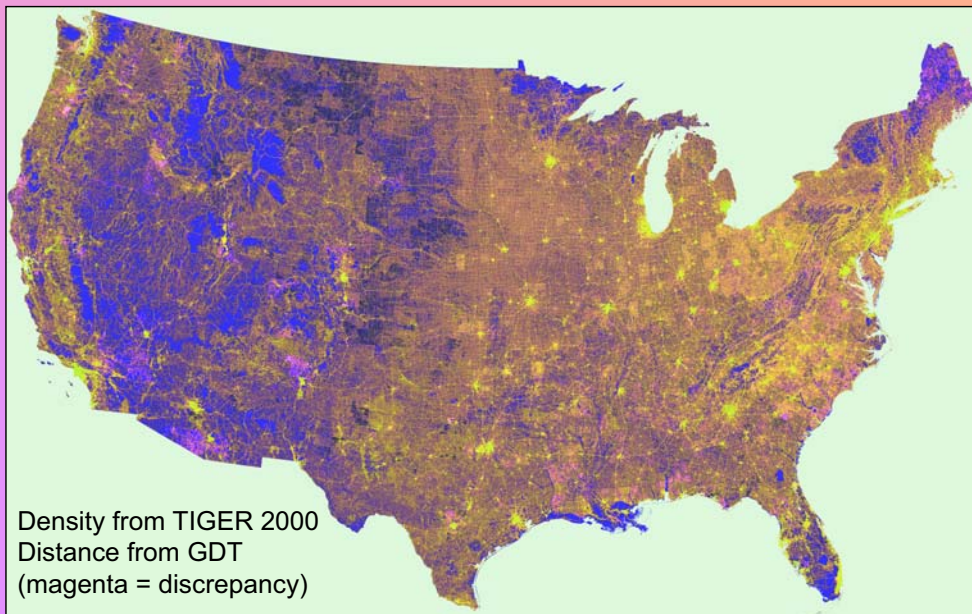 Density from TIGER 2000
Distance from GDT
(magenta = discrepancy)